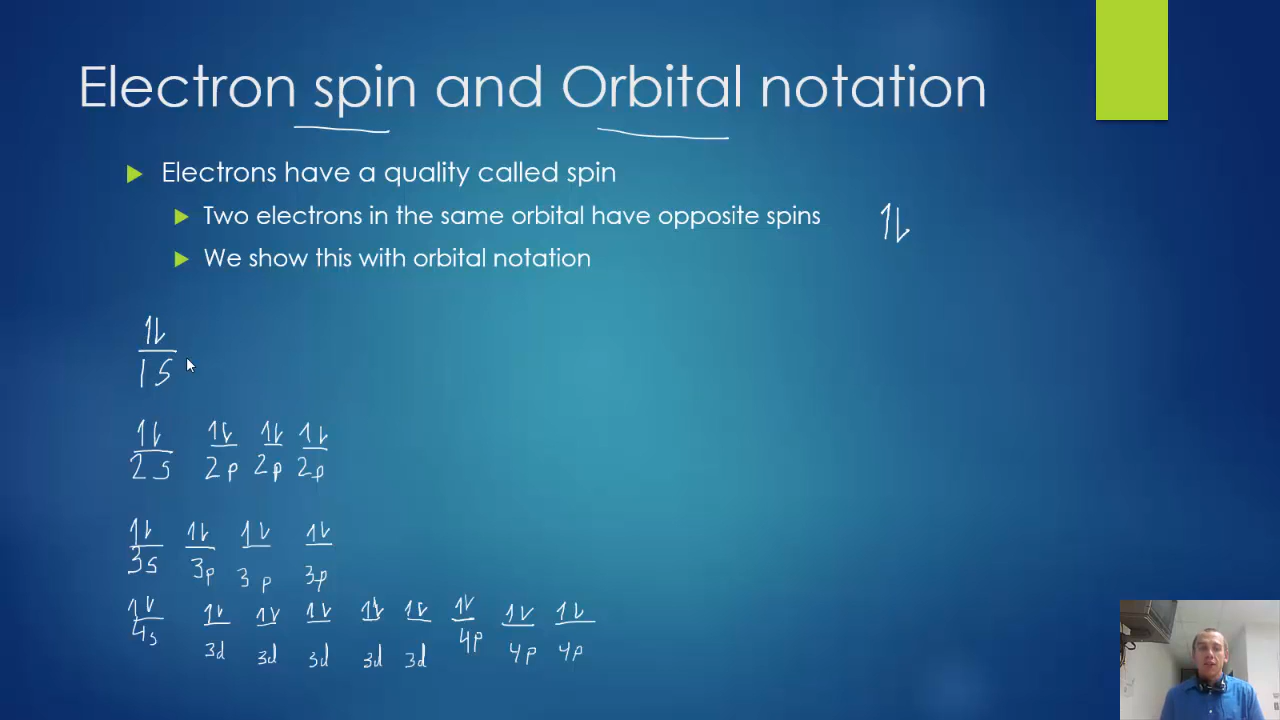 Electron spin and Orbital notation
Electrons have a quality called spin
Two electrons in the same orbital have opposite spins
We show this with orbital notation
1s
2s 2p 2p 2p
3s 3p 3p 3p
4s 3d 3d 3d 3d 3d 4p 4p 4p